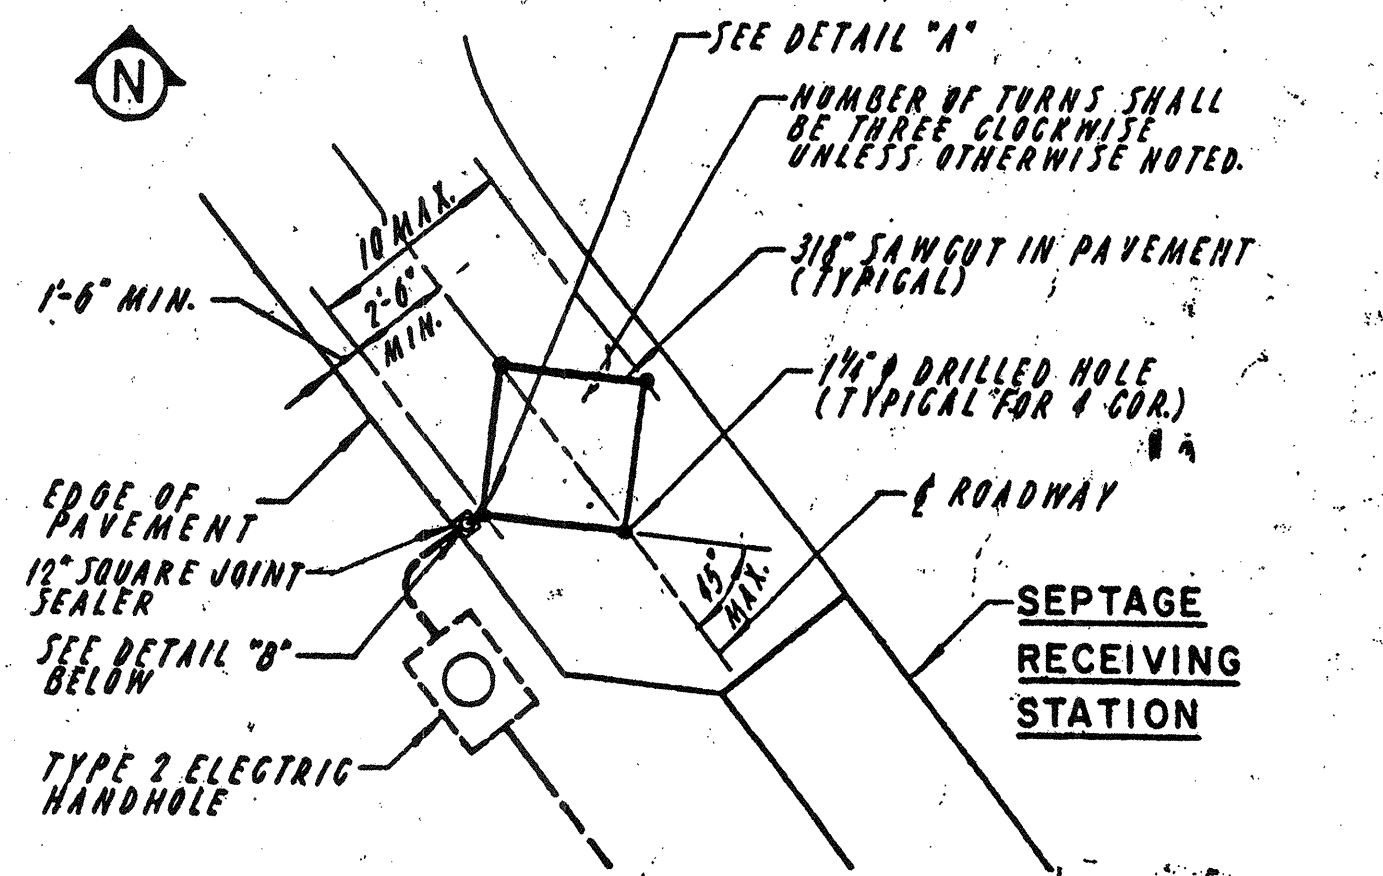 N
SEE DETAIL "A"
NUMBER OF TURNS SHALL
BE THREE CLOCKWISE
UNLESS OTHERWISE NOTED.
10' MAX.
2'-6"
MIN.
1'-6" MIN.
3/8" SAWCUT IN PAVEMENT
(TYPICAL)
1¼" φ DRILLED HOLE
(TYPICAL FOR 4 COR.)
℄ ROADWAY
EDGE OF
PAVEMENT
12" SQUARE JOINT
SEALER
SEE DETAIL "B"
BELOW
45°
MAX.
SEPTAGE
RECEIVING
STATION
TYPE 2 ELECTRIC
HANDHOLE